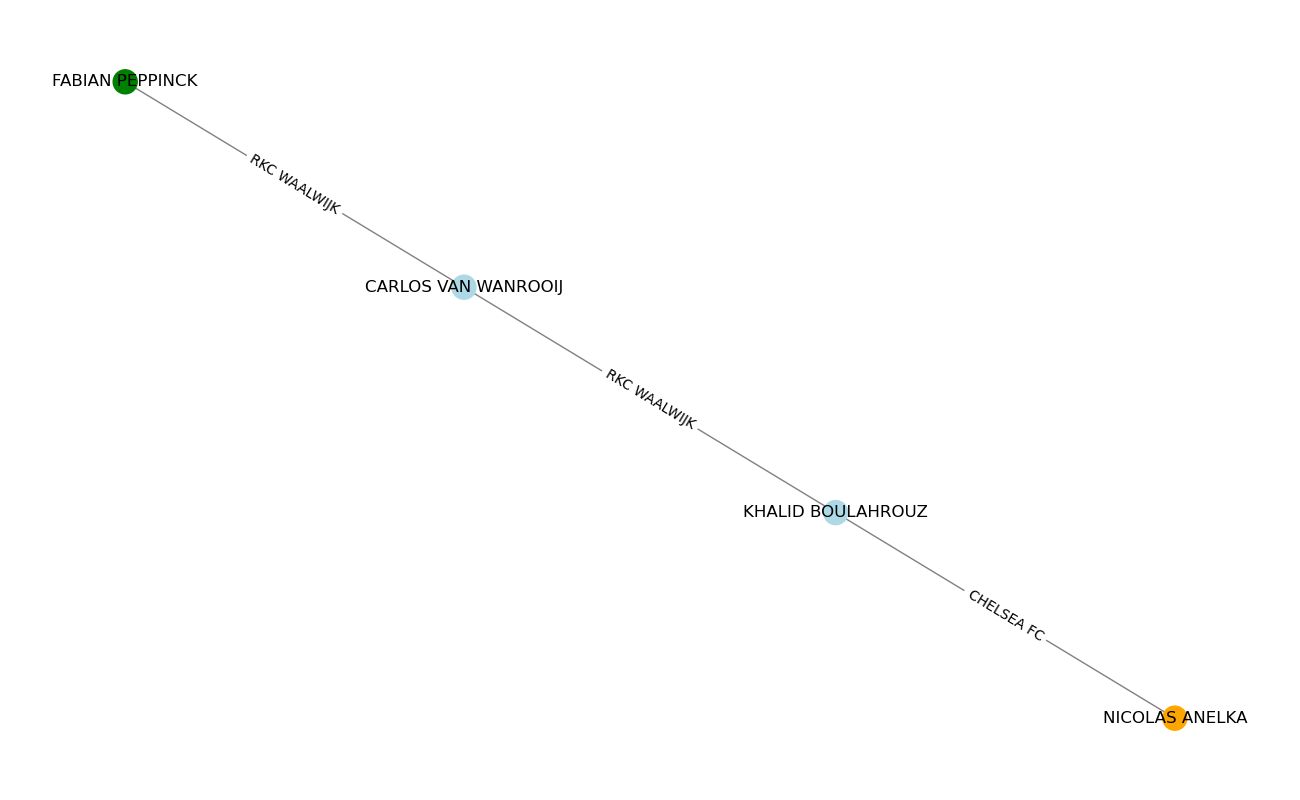 FABIAN PEPPINCK
RKC WAALWIJK
CARLOS VAN WANROOIJ
RKC WAALWIJK
KHALID BOULAHROUZ
CHELSEA FC
NICOLAS ANELKA